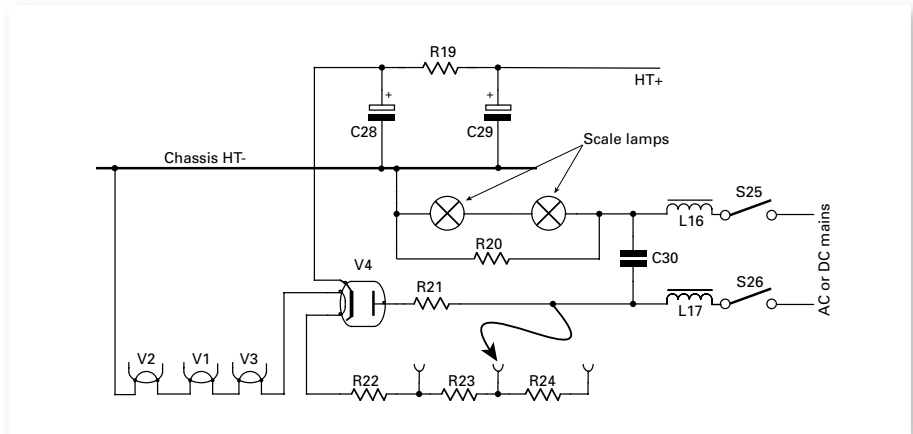 R19
HT+
+
+
C28
C29
Scale lamps
Chassis HT-
S25
L16
R20
C30
V4
S26
R21
L17
AC or DC mains
V2
V1
V3
R22
R23
R24